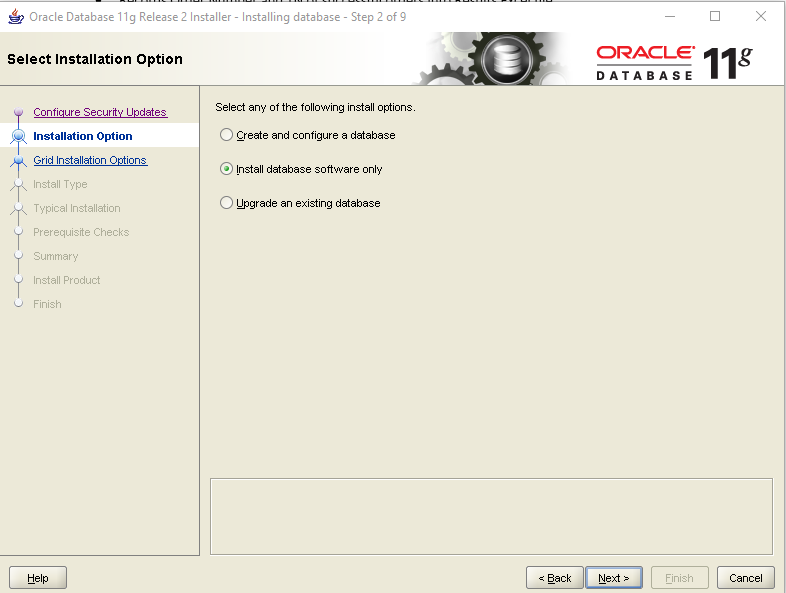 Oracle Database 11g Release 2 Installer - Installing database - Step 2 of 9
Select Installation Option
ORACLE
DATABASE
11g
Configure Security Updates
Installation Option
Grid Installation Options
Install Type
Typical Installation
Prerequisite Checks
Summary
Install Product
Finish
Select any of the following install options.
Create and configure a database
Install database software only
Upgrade an existing database
Help
< Back
Next >
Finish
Cancel